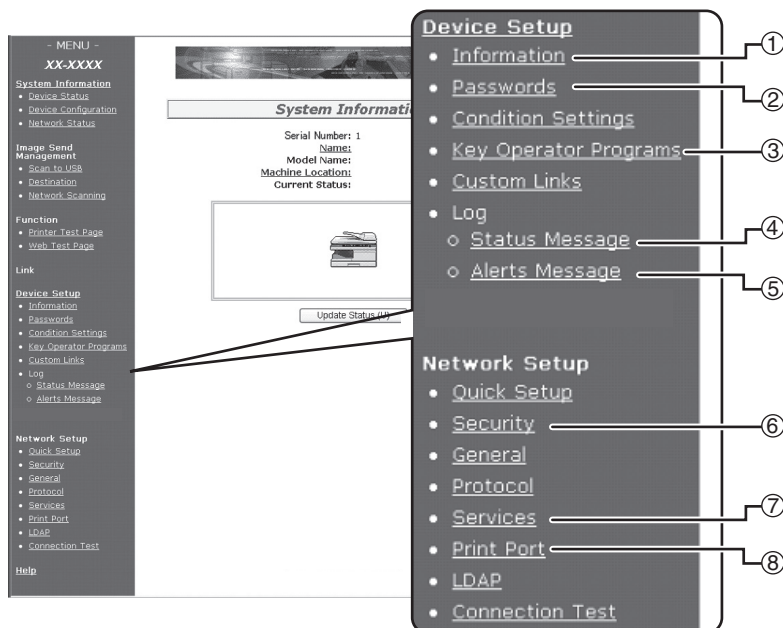 - MENU -
XX-XXXX
System Information
• Device Status
• Device Configuration
• Network Status
Image Send
Management
• Scan to USB
• Destination
• Network Scanning
Function
• Printer Test Page
• Web Test Page
Link
Device Setup
• Information
• Passwords
• Condition Settings
• Key Operator Programs
• Custom Links
• Log
○ Status Message
○ Alerts Message
Network Setup
• Quick Setup
• Security
• General
• Protocol
• Services
• Print Port
• LDAP
• Connection Test
Help
System Informati
Serial Number: 1
Name:
Model Name:
Machine Location:
Current Status:
Update Status(U)
Device Setup
• Information ①
• Passwords ②
• Condition Settings
• Key Operator Programs ③
• Custom Links
• Log
○ Status Message ④
○ Alerts Message ⑤
Network Setup
• Quick Setup
• Security ⑥
• General
• Protocol
• Services ⑦
• Print Port ⑧
• LDAP
• Connection Test